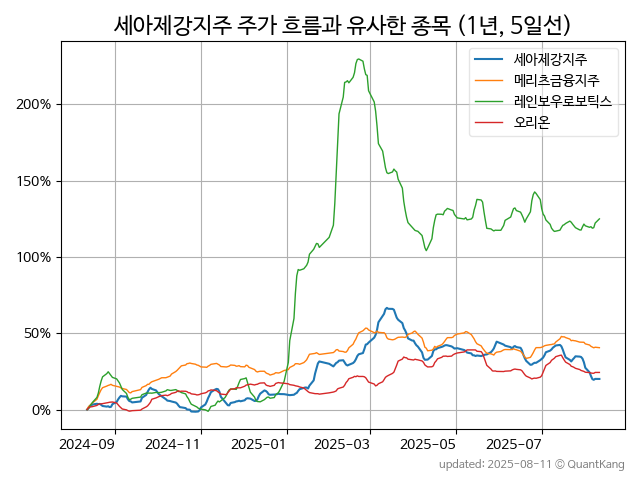 세아제강지주 주가 흐름과 유사한 종목 (1년, 5일선)
세아제강지주
메리츠금융지주
레인보우로보틱스
오리온
200%
150%
100%
50%
0%
2024-09 2024-11 2025-01 2025-03 2025-05 2025-07
updated: 2025-08-11 © QuantKang